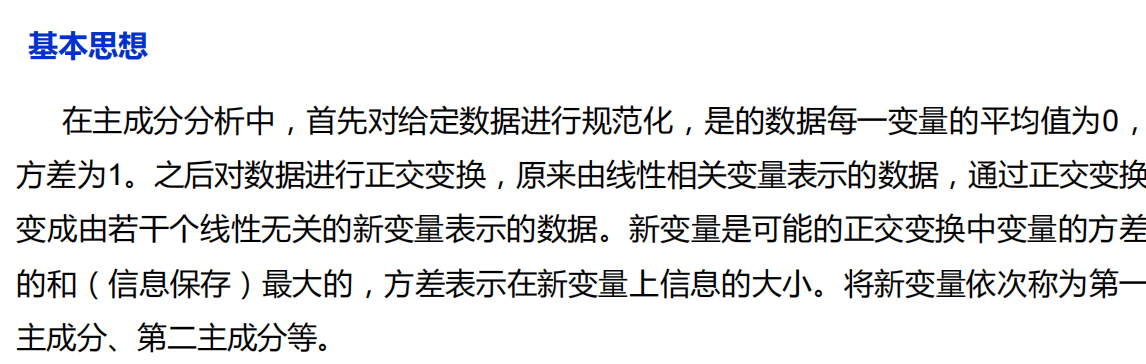 基本思想
在主成分分析中，首先对给定数据进行规范化，是的数据每一变量的平均值为0，
方差为1。之后对数据进行正交变换，原来由线性相关变量表示的数据，通过正交变换
变成由若干个线性无关的新变量表示的数据。新变量是可能的正交变换中变量的方差
的和（信息保存）最大的，方差表示在新变量上信息的大小。将新变量依次称为第一
主成分、第二主成分等。